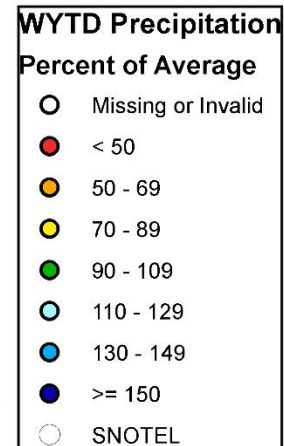 WYTD Precipitation
Percent of Average
Missing or Invalid
< 50
50 - 69
70 - 89
90 - 109
110 - 129
130 - 149
>= 150
SNOTEL